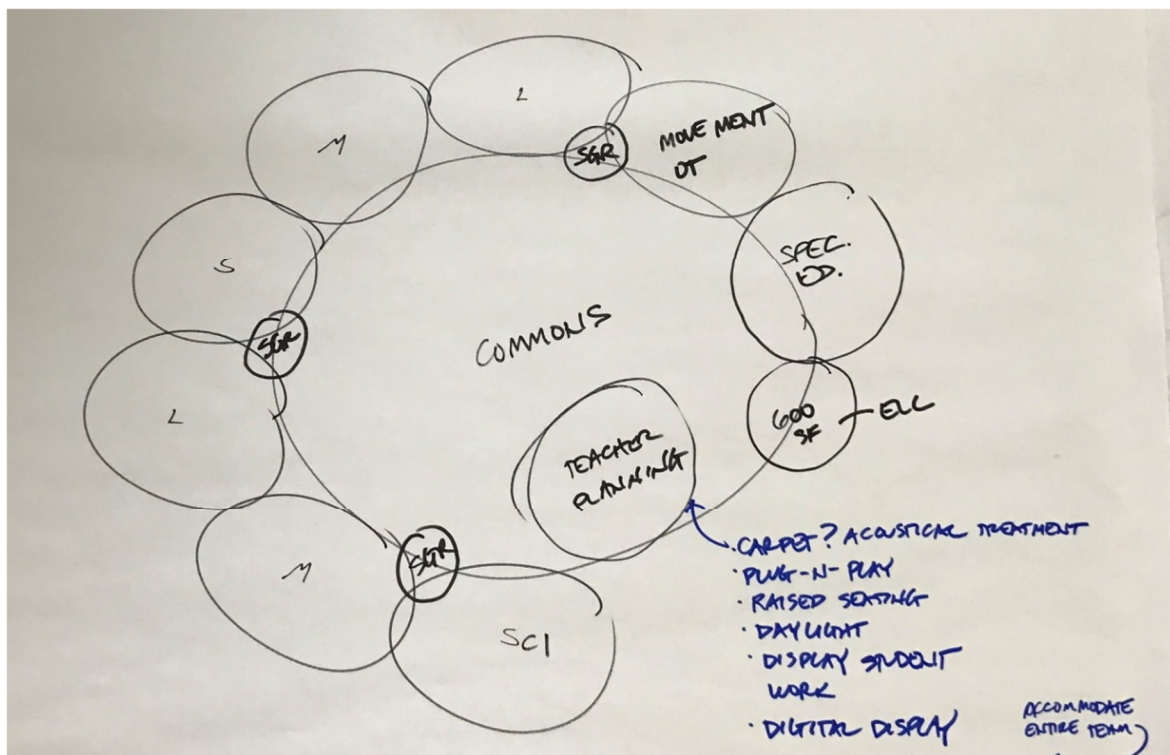 L
M
MOVEMENT
OT
SGR
S
SPEC.
ED.
SGR
COMMONS
L
600
SF
ELL
TEACHER
PLANNING
SGR
M
SCI
· CARPET? ACOUSTICAL TREATMENT
· PLUG-N-PLAY
· RAISED SEATING
· DAYLIGHT
· DISPLAY STUDENT
WORK
· DIGITAL DISPLAY
ACCOMMODATE
ENTIRE TEAM